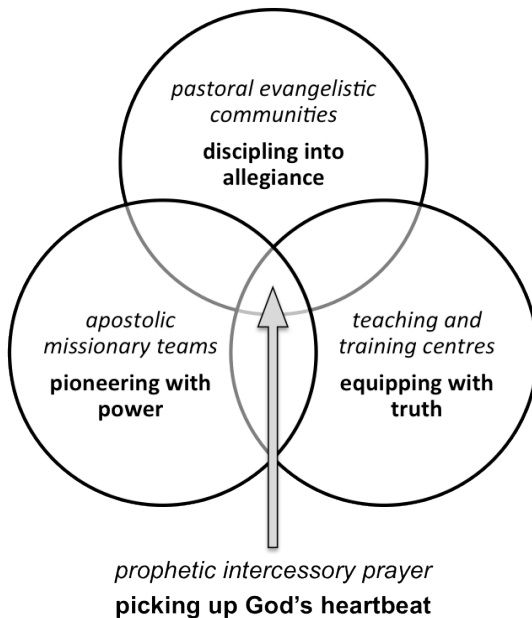 pastoral evangelistic
communities
discipling into
allegiance
apostolic
missionary teams
pioneering with
power
teaching and
training centres
equipping with
truth
prophetic intercessory prayer
picking up God's heartbeat